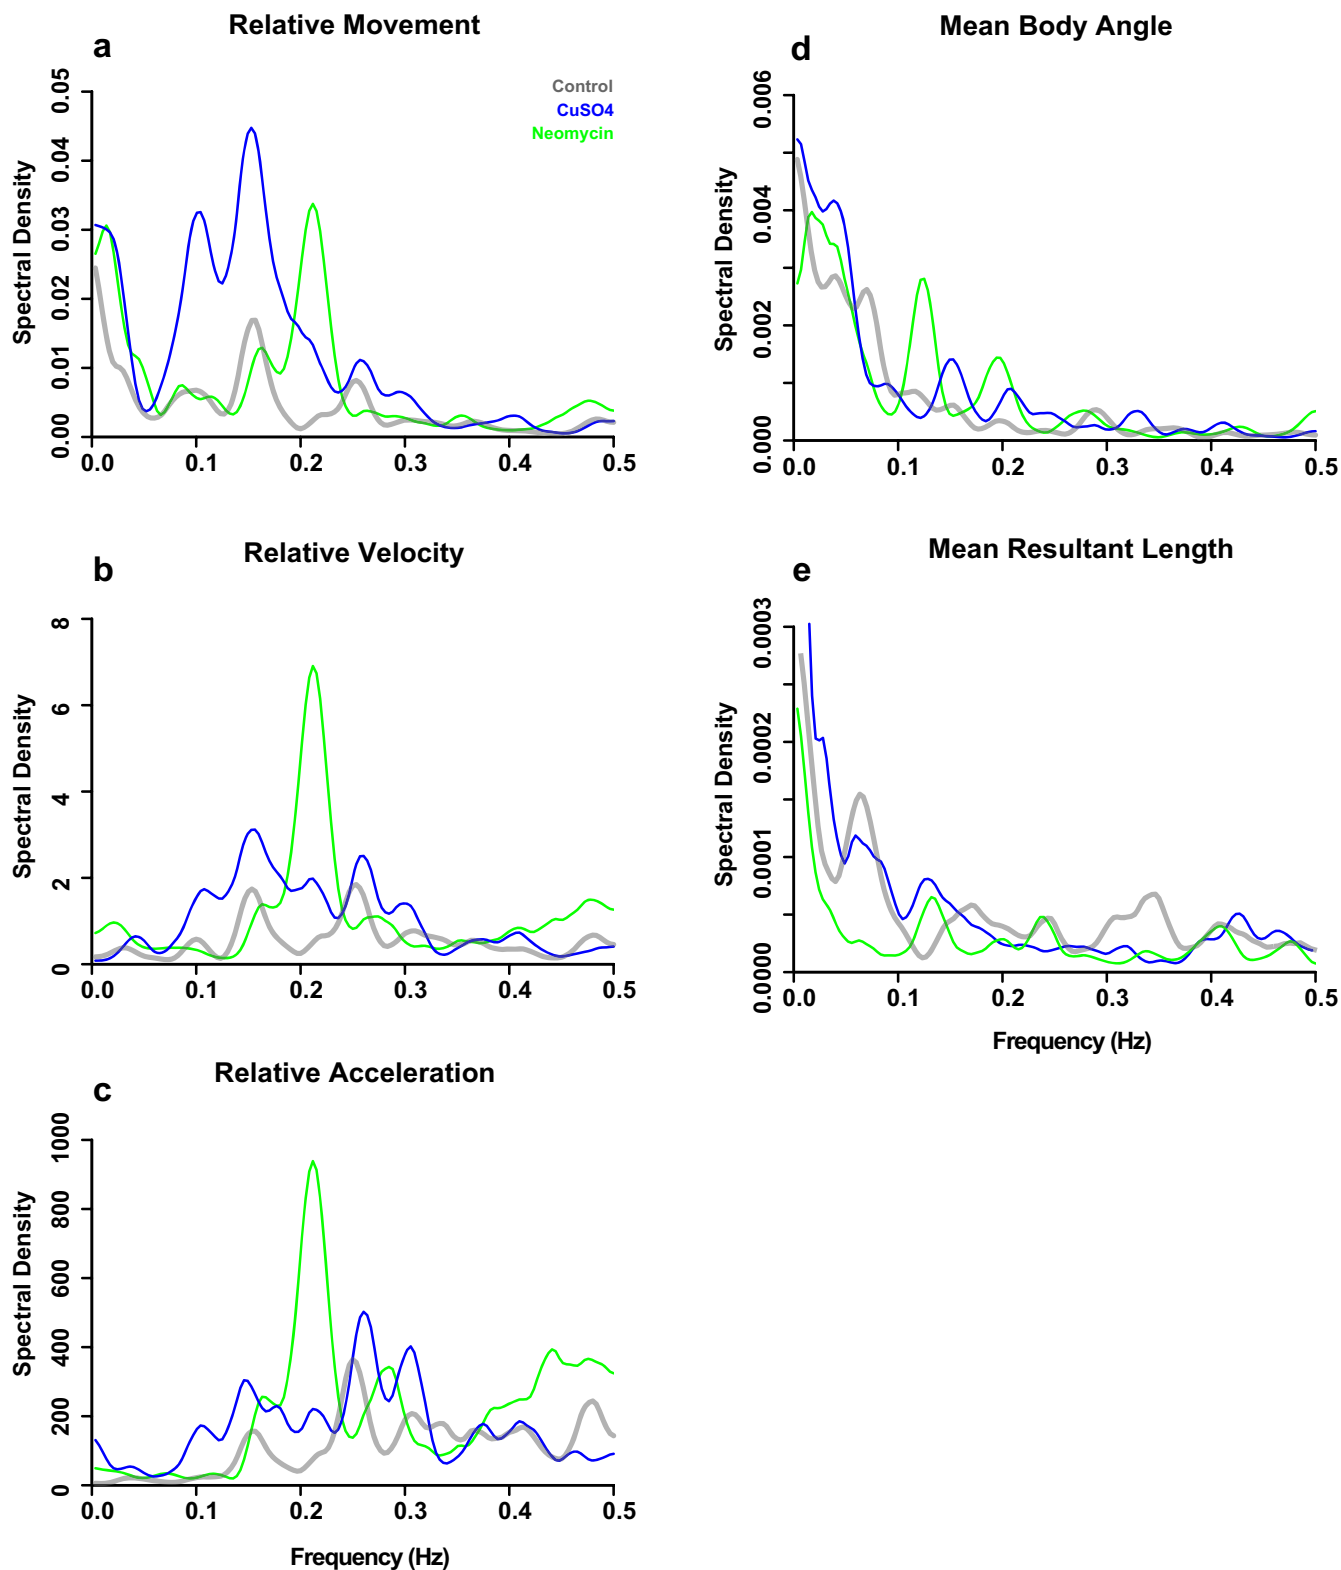 a
Relative Movement
Control
CuSO4
Neomycin
Spectral Density
0.05
0.04
0.03
0.02
0.01
0.00
0.0 0.1 0.2 0.3 0.4 0.5
b
Relative Velocity
Spectral Density
8
6
4
2
0
0.0 0.1 0.2 0.3 0.4 0.5
c
Relative Acceleration
Spectral Density
1000
800
600
400
200
0
0.0 0.1 0.2 0.3 0.4 0.5
Frequency (Hz)
d
Mean Body Angle
Spectral Density
0.006
0.004
0.002
0.000
0.0 0.1 0.2 0.3 0.4 0.5
e
Mean Resultant Length
Spectral Density
0.0003
0.0002
0.0001
0.0000
0.0 0.1 0.2 0.3 0.4 0.5
Frequency (Hz)